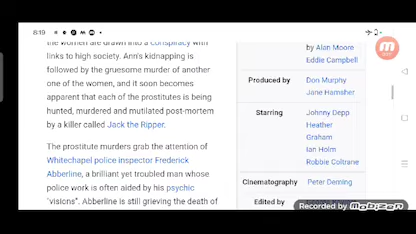 8:19
the women are drawn into a conspiracy with
links to high society. Ann's kidnapping is
followed by the gruesome murder of another
one of the women, and it soon becomes
apparent that each of the prostitutes is being
hunted, murdered and mutilated post-mortem
by a killer called Jack the Ripper.
The prostitute murders grab the attention of
Whitechapel police inspector Frederick
Abberline, a brilliant yet troubled man whose
police work is often aided by his psychic
"visions". Abberline is still grieving the death of
by Alan Moore
Eddie Campbell
Produced by Don Murphy
Jane Hamsher
Starring Johnny Depp
Heather
Graham
Ian Holm
Robbie Coltrane
Cinematography Peter Deming
Edited by
Recorded by Mobizen